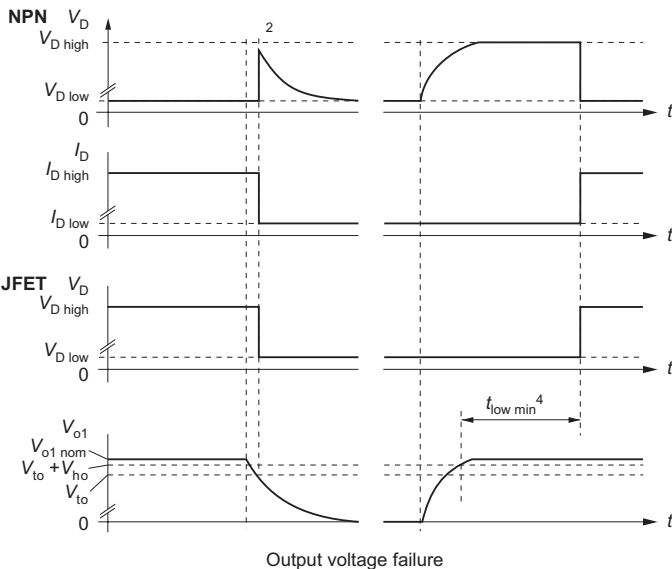 NPN V_D
2
V_D high
V_D low
0
t
I_D
I_D high
I_D low
0
t
JFET V_D
V_D high
V_D low
0
t
t_low min^4
V_o1
V_o1 nom
V_to + V_ho
V_to
0
t
Output voltage failure